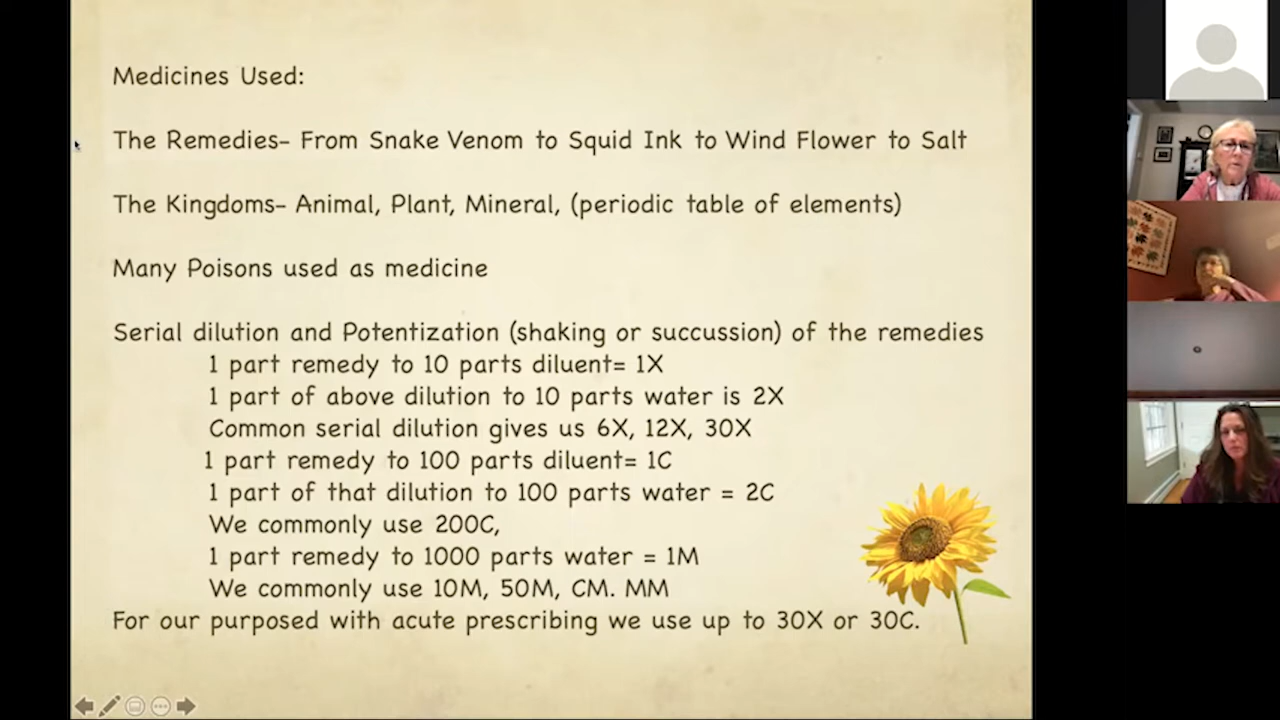 Medicines Used:
The Remedies- From Snake Venom to Squid Ink to Wind Flower to Salt
The Kingdoms- Animal, Plant, Mineral, (periodic table of elements)
Many Poisons used as medicine
Serial dilution and Potentization (shaking or succussion) of the remedies
1 part remedy to 10 parts diluent= 1X
1 part of above dilution to 10 parts water is 2X
Common serial dilution gives us 6X, 12X, 30X
1 part remedy to 100 parts diluent= 1C
1 part of that dilution to 100 parts water = 2C
We commonly use 200C,
1 part remedy to 1000 parts water = 1M
We commonly use 10M, 50M, CM. MM
For our purposed with acute prescribing we use up to 30X or 30C.